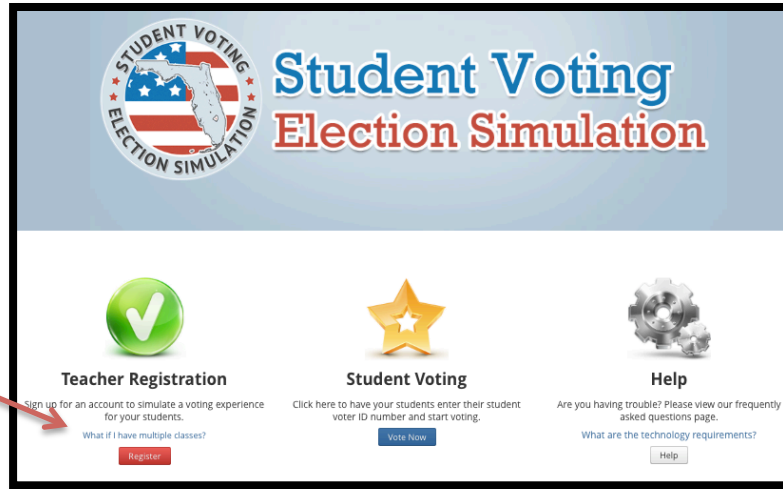 STUDENT VOTING
ELECTION SIMULATION
Student Voting
Election Simulation
Teacher Registration
Sign up for an account to simulate a voting experience
for your students.
What if I have multiple classes?
Register
Student Voting
Click here to have your students enter their student
voter ID number and start voting.
Vote Now
Help
Are you having trouble? Please view our frequently
asked questions page.
What are the technology requirements?
Help